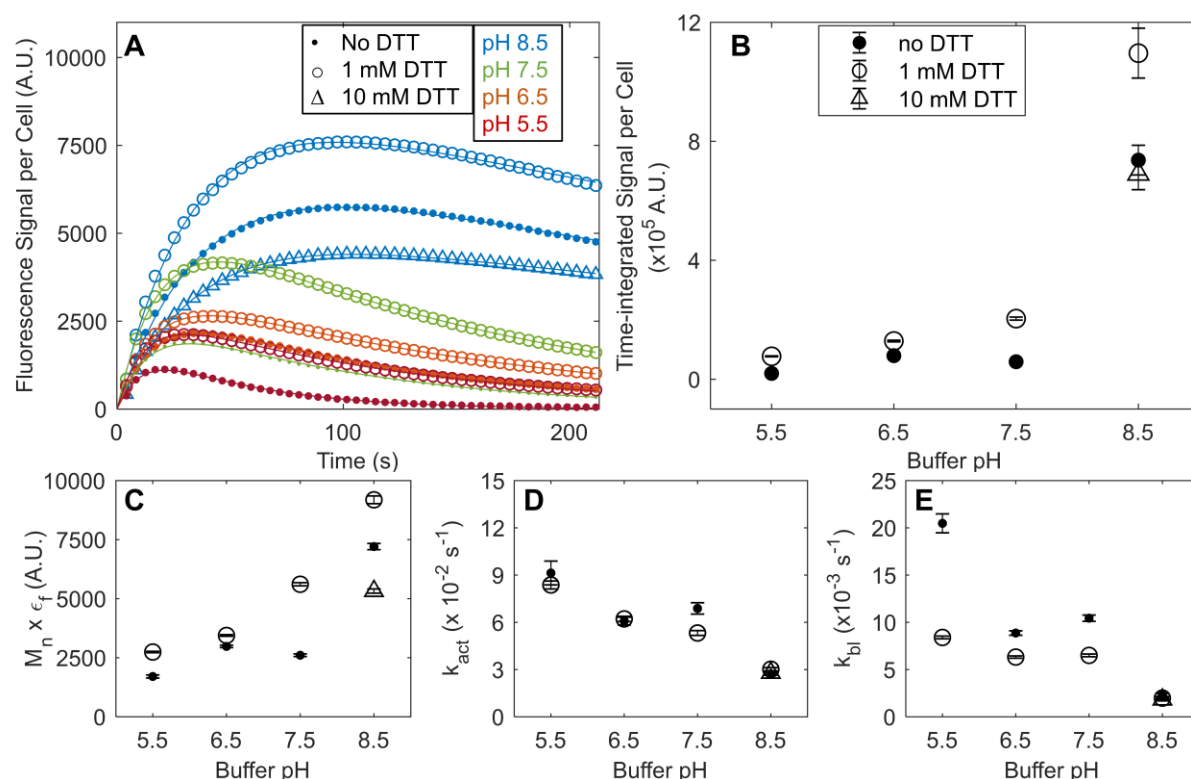 A
Fluorescence Signal per Cell (A.U.)
10000
7500
5000
2500
0
No DTT
1 mM DTT
10 mM DTT
pH 8.5
pH 7.5
pH 6.5
pH 5.5
0
100
200
Time (s)
B
Time-integrated Signal per Cell
(x10⁵ A.U.)
12
8
4
0
no DTT
1 mM DTT
10 mM DTT
5.5
6.5
7.5
8.5
Buffer pH
C
Mₙ x ϵf (A.U.)
10000
7500
5000
2500
0
5.5
6.5
7.5
8.5
Buffer pH
D
kact (x 10⁻² s⁻¹)
15
12
9
6
3
0
5.5
6.5
7.5
8.5
Buffer pH
E
kbl (x10⁻³ s⁻¹)
25
20
15
10
5
0
5.5
6.5
7.5
8.5
Buffer pH